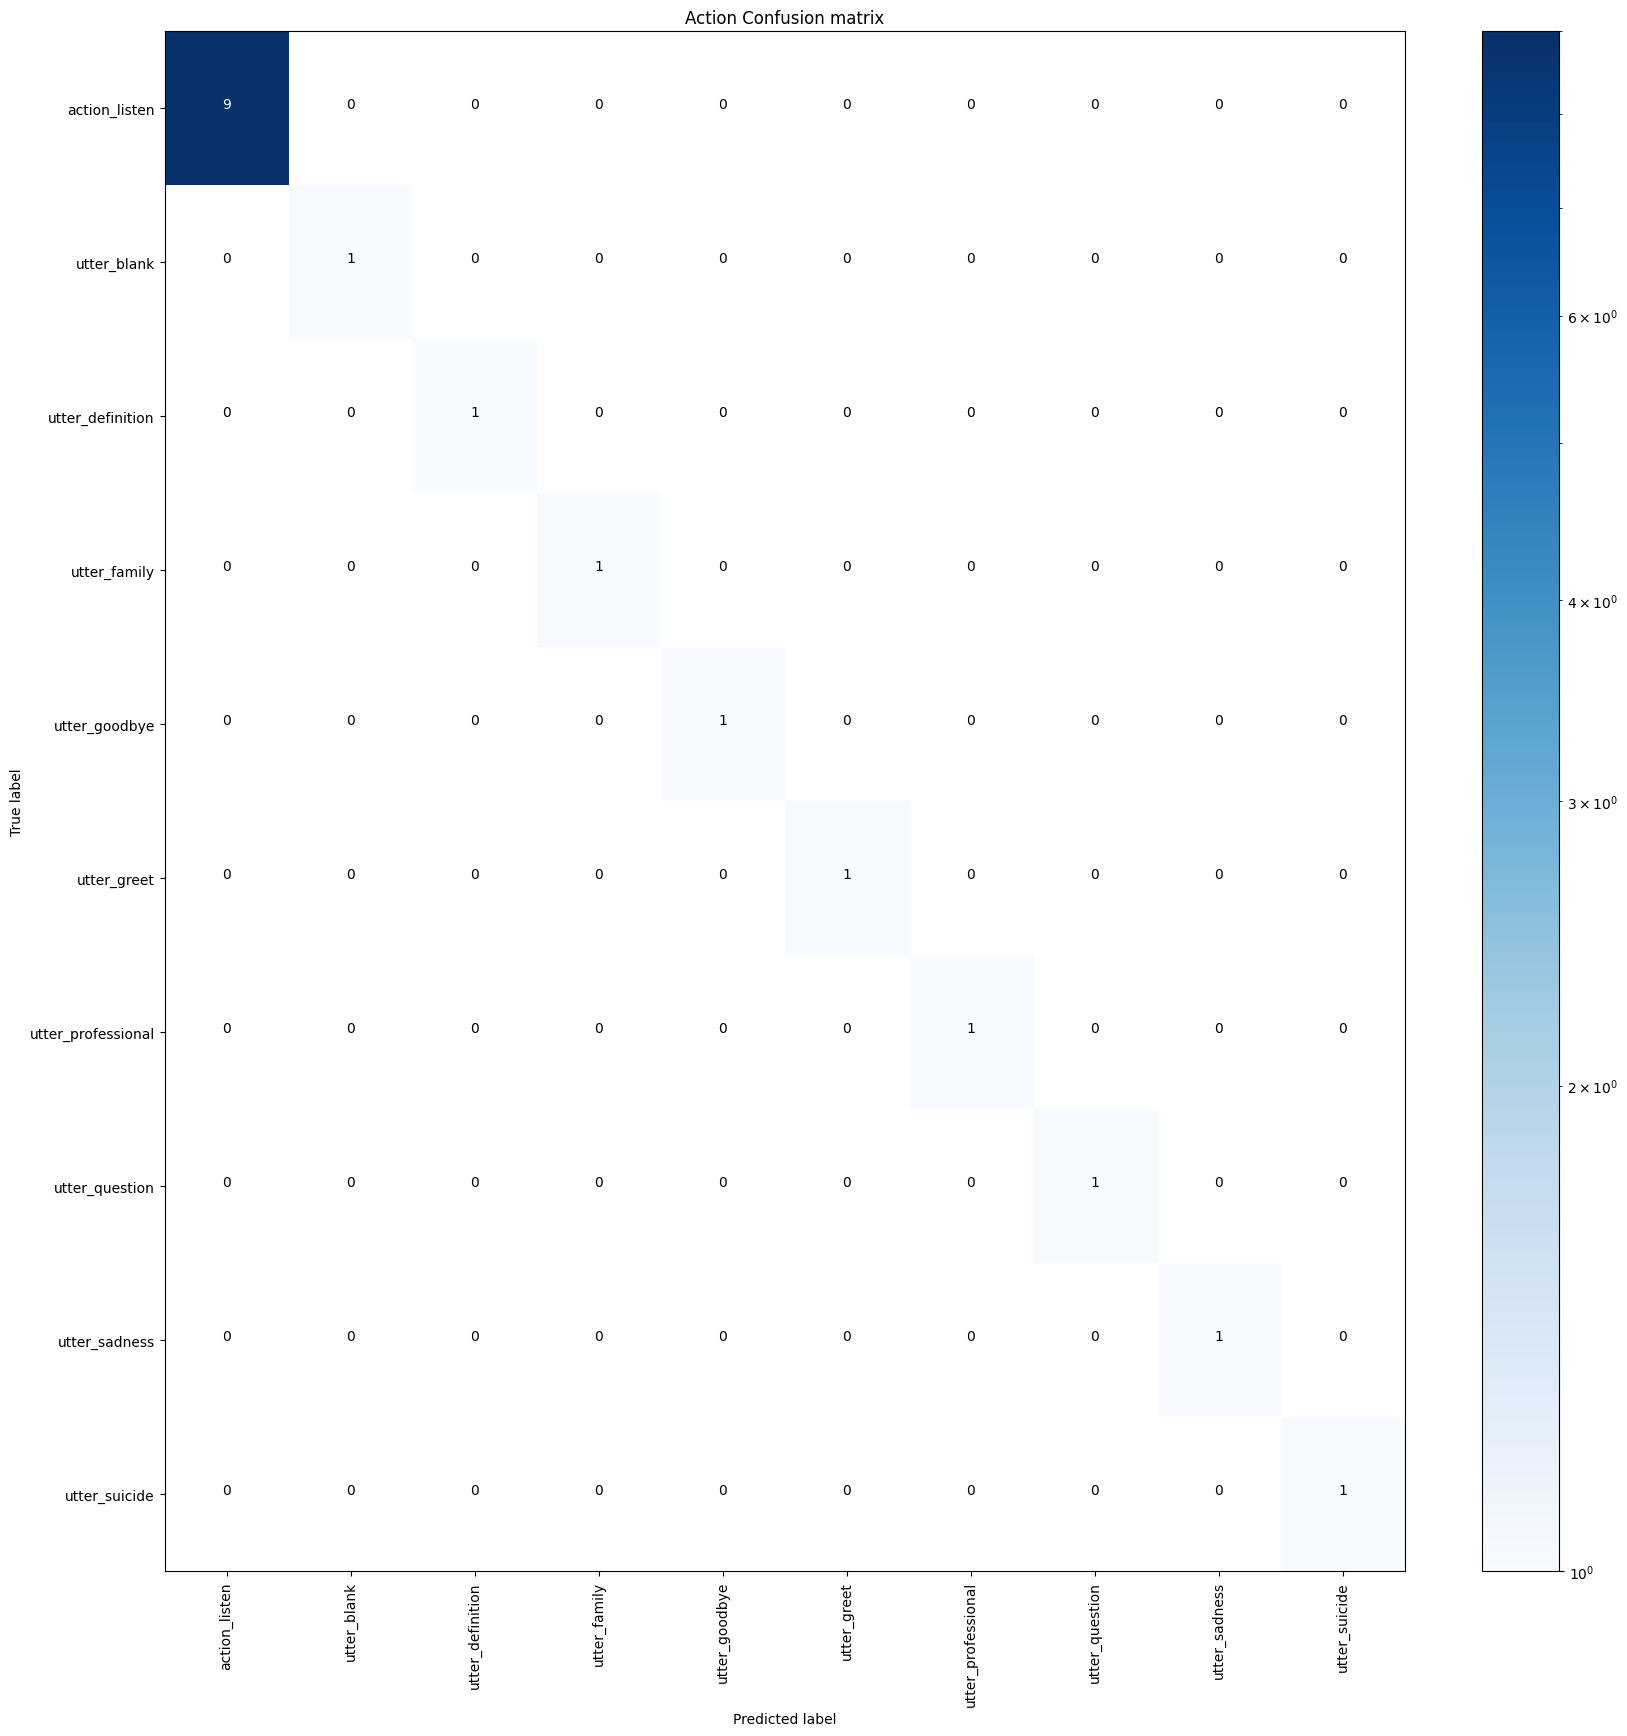 Action Confusion matrix
action_listen 9 0 0 0 0 0 0 0 0 0
utter_blank 0 1 0 0 0 0 0 0 0 0
utter_definition 0 0 1 0 0 0 0 0 0 0
utter_family 0 0 0 1 0 0 0 0 0 0
utter_goodbye 0 0 0 0 1 0 0 0 0 0
utter_greet 0 0 0 0 0 1 0 0 0 0
utter_professional 0 0 0 0 0 0 1 0 0 0
utter_question 0 0 0 0 0 0 0 1 0 0
utter_sadness 0 0 0 0 0 0 0 0 1 0
utter_suicide 0 0 0 0 0 0 0 0 0 1
True label
action_listen
utter_blank
utter_definition
utter_family
utter_goodbye
utter_greet
utter_professional
utter_question
utter_sadness
utter_suicide
Predicted label
6 × 10⁰
4 × 10⁰
3 × 10⁰
2 × 10⁰
10⁰